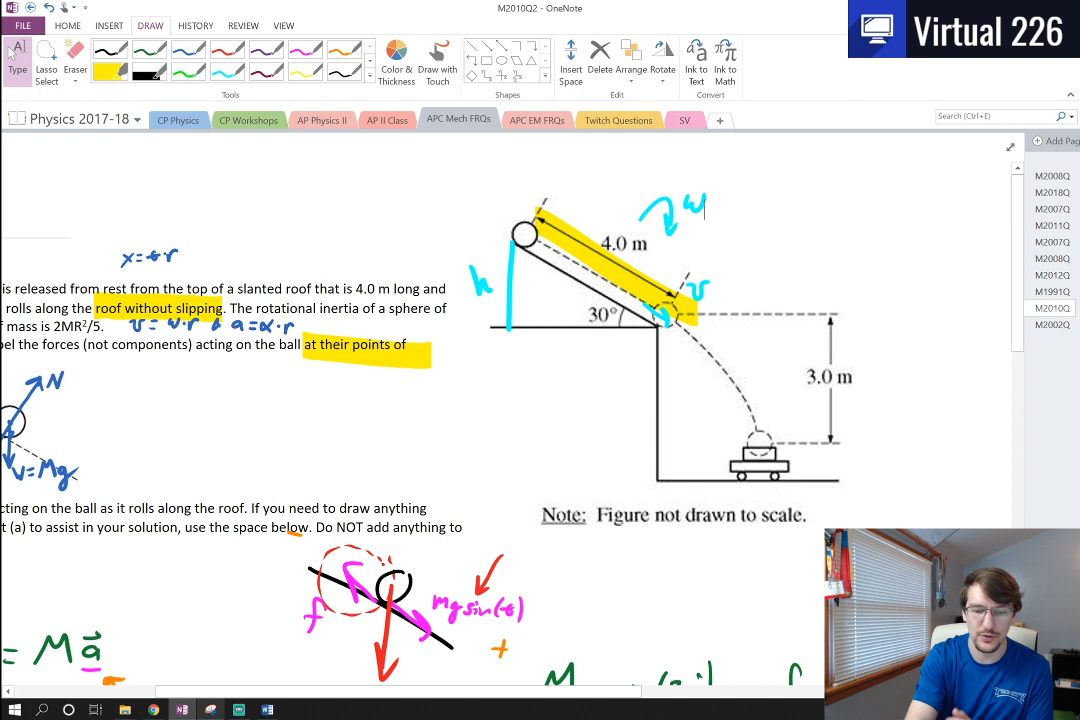 M2010Q2 - OneNote
FILE HOME INSERT DRAW HISTORY REVIEW VIEW
Virtual 226
Type
Lasso Select
Eraser
Color & Thickness
Draw with Touch
Insert Space
Delete
Arrange
Rotate
Ink to Text
Ink to Math
Tools
Shapes
Edit
Convert
Physics 2017-18
CP Physics
CP Workshops
AP Physics II
AP II Class
APC Mech FRQs
APC EM FRQs
Twitch Questions
SV
+
Search (Ctrl+E)
Add Pag
M2008Q
M2018Q
M2007Q
M2011Q
M2007Q
M2008Q
M2012Q
M1991Q
M2010Q
M2002Q
x=θ·r
is released from rest from the top of a slanted roof that is 4.0 m long and
rolls along the roof without slipping. The rotational inertia of a sphere of
f mass is 2MR²/5. v=ω·r & a=α·r
pel the forces (not components) acting on the ball at their points of
N
W=Mg
cting on the ball as it rolls along the roof. If you need to draw anything
t (a) to assist in your solution, use the space below. Do NOT add anything to
ω
4.0 m
h
v
30°
3.0 m
Note: Figure not drawn to scale.
f
mg sin(θ)
+
= Ma⃗
M